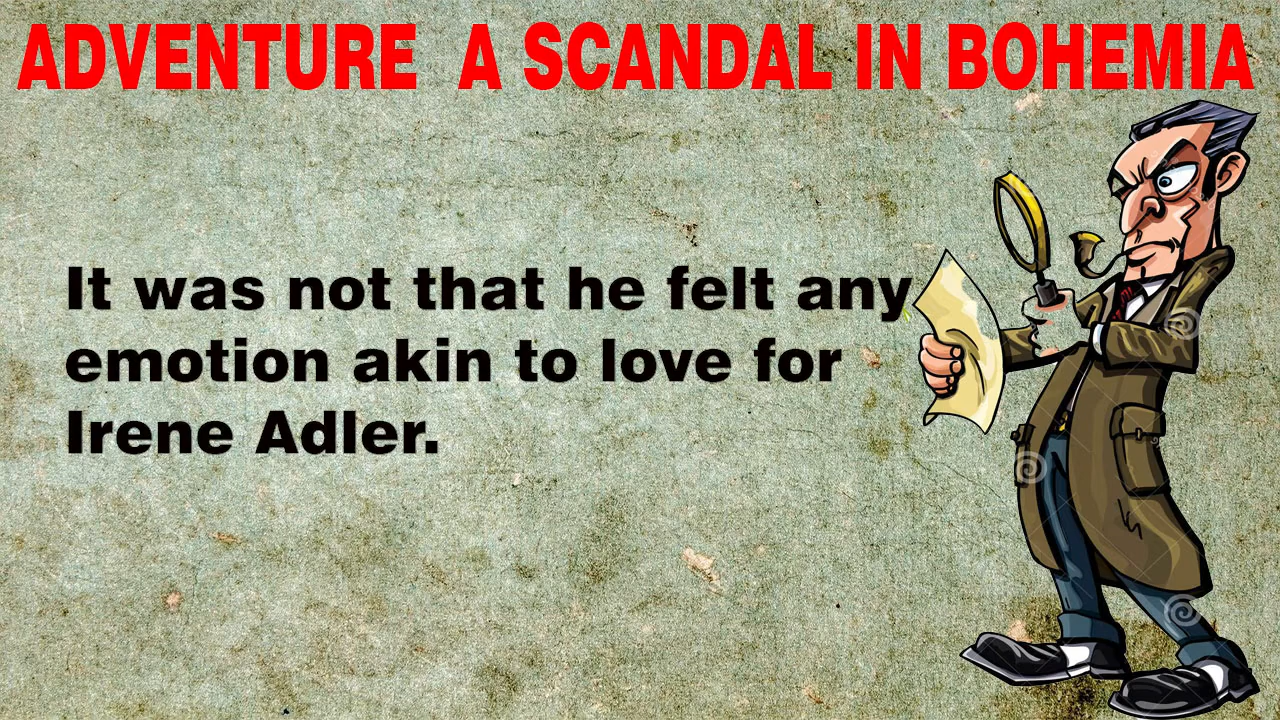 ADVENTURE A SCANDAL IN BOHEMIA
It was not that he felt any
emotion akin to love for
Irene Adler.